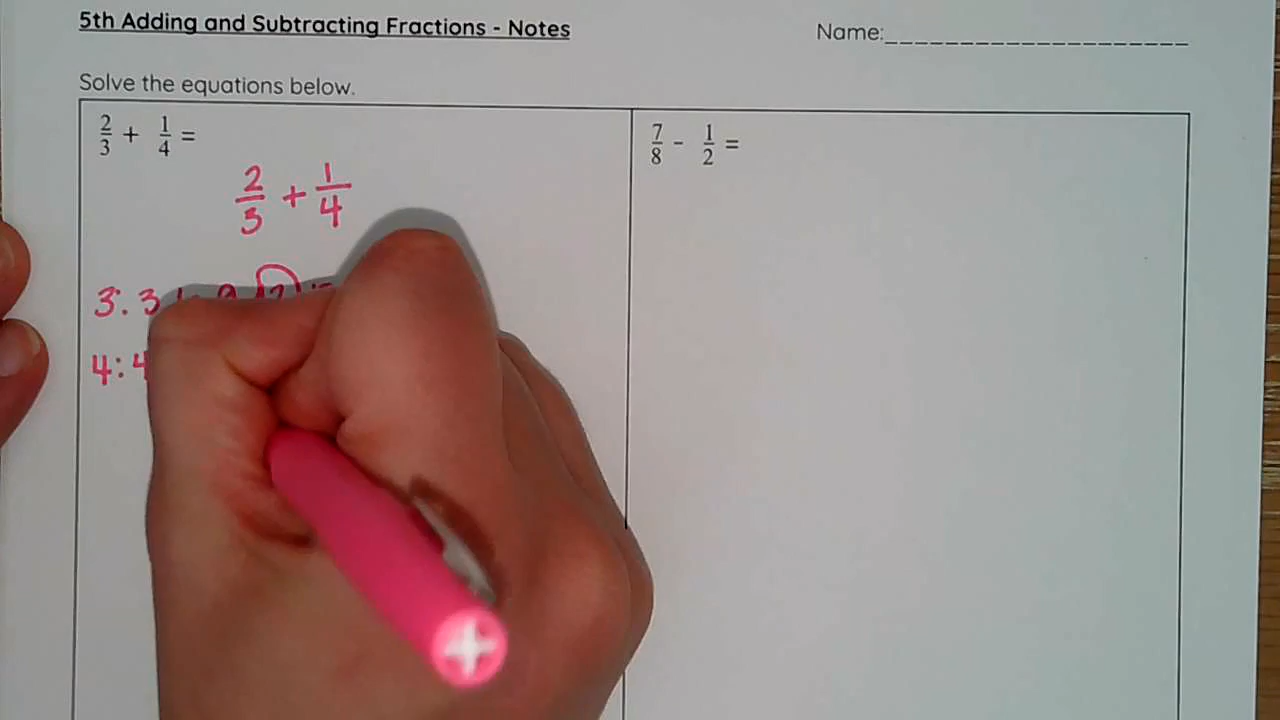 5th Adding and Subtracting Fractions - Notes
Name:____________________
Solve the equations below.
2/3 + 1/4 =
2/3 + 1/4
3: 3
4: 4
7/8 - 1/2 =